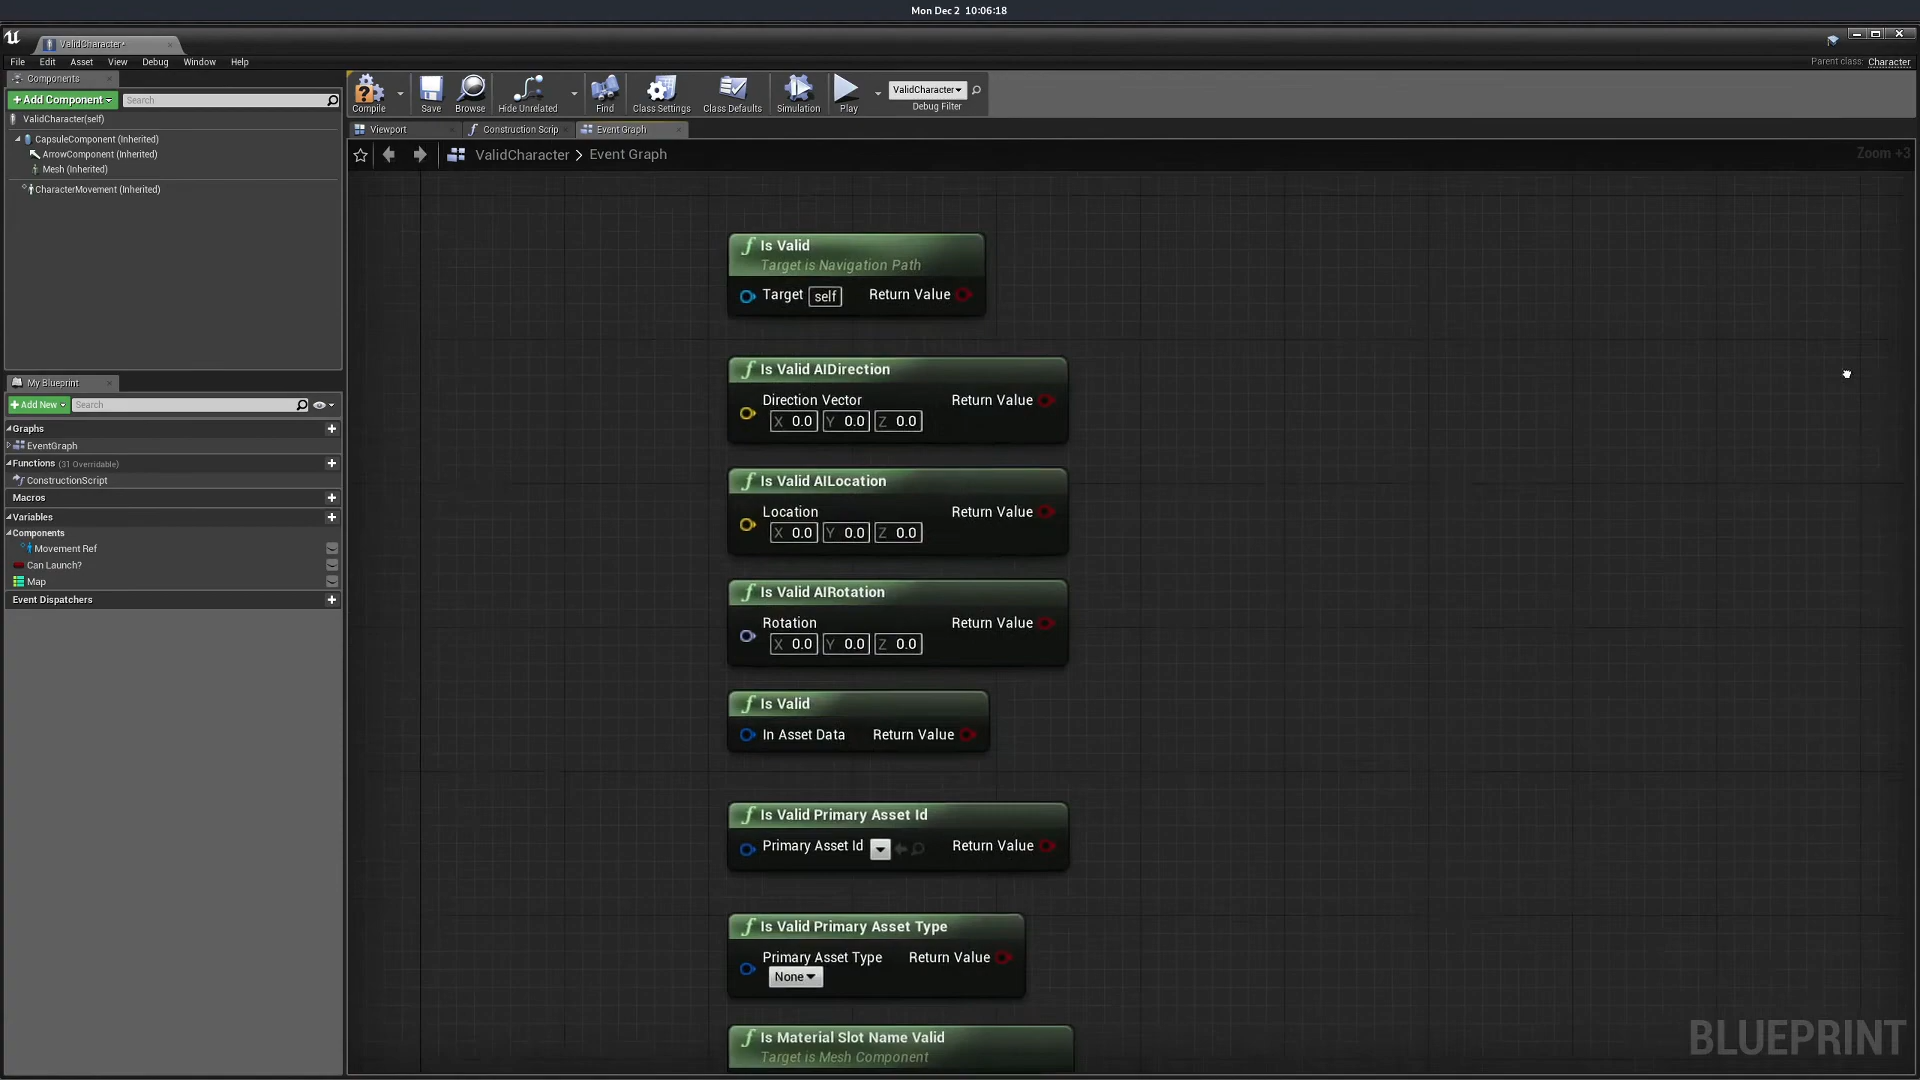 Mon Dec 2 10:06:18
ValidCharacter*
File Edit Asset View Debug Window Help
Parent class: Character
Components
+Add Component
Search
ValidCharacter(self)
CapsuleComponent (Inherited)
ArrowComponent (Inherited)
Mesh (Inherited)
CharacterMovement (Inherited)
My Blueprint
+Add New
Search
Graphs
EventGraph
Functions (31 Overridable)
ConstructionScript
Macros
Variables
Components
Movement Ref
Can Launch?
Map
Event Dispatchers
Compile
Save
Browse
Hide Unrelated
Find
Class Settings
Class Defaults
Simulation
Play
ValidCharacter
Debug Filter
Viewport
Construction Scrip
Event Graph
ValidCharacter > Event Graph
Zoom +3
f Is Valid
Target is Navigation Path
Target self Return Value
f Is Valid AIDirection
Direction Vector Return Value
X 0.0 Y 0.0 Z 0.0
f Is Valid AILocation
Location Return Value
X 0.0 Y 0.0 Z 0.0
f Is Valid AIRotation
Rotation Return Value
X 0.0 Y 0.0 Z 0.0
f Is Valid
In Asset Data Return Value
f Is Valid Primary Asset Id
Primary Asset Id Return Value
f Is Valid Primary Asset Type
Primary Asset Type Return Value
None
f Is Material Slot Name Valid
Target is Mesh Component
BLUEPRINT